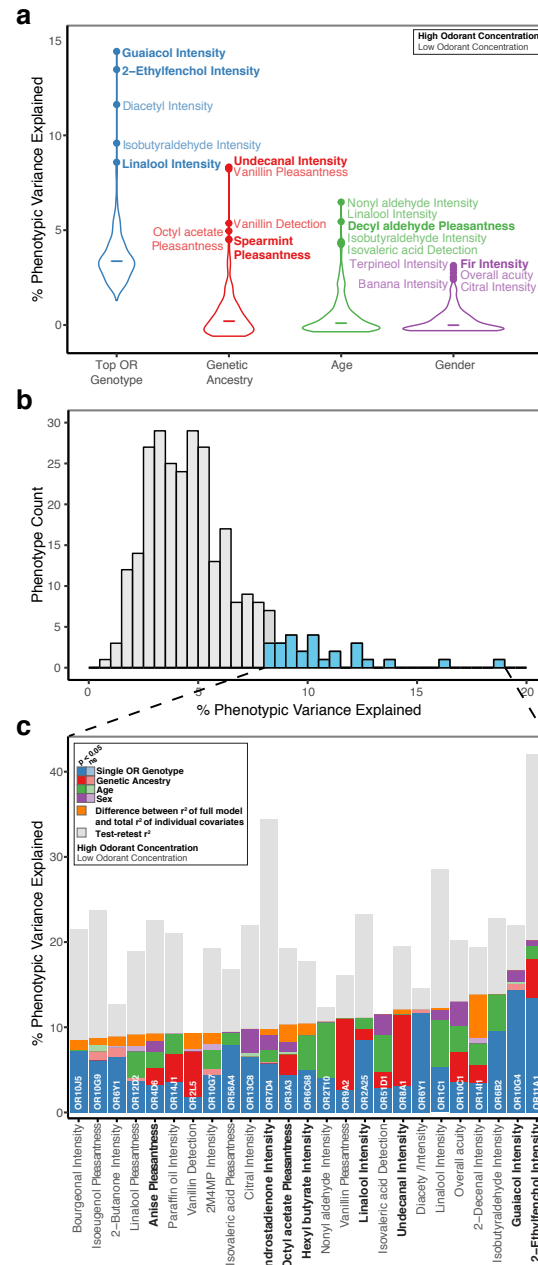 a
High Odorant Concentration
Low Odorant Concentration
% Phenotypic Variance Explained
15
10
5
0
Guaiacol Intensity
2-Ethylfenchol Intensity
Diacetyl Intensity
Isobutyraldehyde Intensity
Linalool Intensity
Undecanal Intensity
Vanillin Pleasantness
Vanillin Detection
Octyl acetate
Pleasantness
Spearmint
Pleasantness
Nonyl aldehyde Intensity
Linalool Intensity
Decyl aldehyde Pleasantness
Isobutyraldehyde Intensity
Isovaleric acid Detection
Terpineol Intensity
Fir Intensity
Overall acuity
Banana Intensity
Citral Intensity
Top OR
Genotype
Genetic
Ancestry
Age
Gender
b
Phenotype Count
30
25
20
15
10
5
0
0
5
10
15
20
% Phenotypic Variance Explained
c
% Phenotypic Variance Explained
40
30
20
10
0
p < 0.05
ns
Single OR Genotype
Genetic Ancestry
Age
Sex
Difference between r² of full model
and total r² of individual covariates
Test-retest r²
High Odorant Concentration
Low Odorant Concentration
OR10J5
OR10G9
OR6Y1
OR12D2
OR4D6
OR14J1
OR2L5
OR10G7
OR56A4
OR13C8
OR7D4
OR3A3
OR6C68
OR2T10
OR9A2
OR2A25
OR51D1
OR8A1
OR6Y1
OR1C1
OR10C1
OR14I1
OR6B2
OR10G4
OR11A1
Bourgeonal Intensity
Isoeugenol Pleasantness
2-Butanone Intensity
Linalool Pleasantness
Anise Pleasantness
Paraffin oil Intensity
Vanillin Detection
2M4MP Intensity
Isovaleric acid Pleasantness
Citral Intensity
ndrostadienone Intensity
Octyl acetate Pleasantness
Hexyl butyrate Intensity
Nonyl aldehyde Intensity
Vanillin Pleasantness
Linalool Intensity
Isovaleric acid Detection
Undecanal Intensity
Diacety /Intensity
Linalool Intensity
Overall acuity
2-Decenal Intensity
Isobutyraldehyde Intensity
Guaiacol Intensity
2-Ethylfenchol Intensity